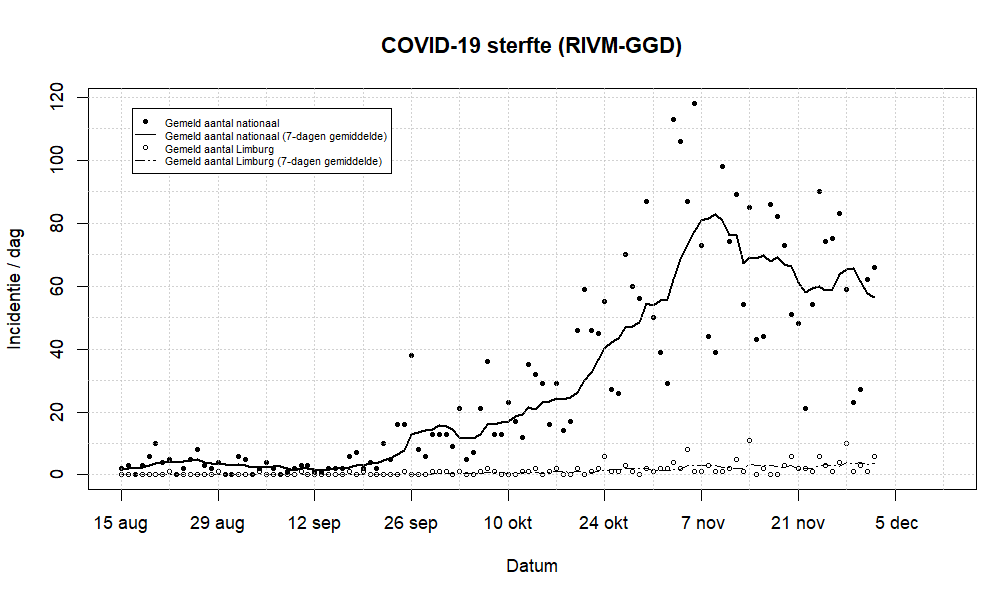 COVID-19 sterfte (RIVM-GGD)
Gemeld aantal nationaal
Gemeld aantal nationaal (7-dagen gemiddelde)
Gemeld aantal Limburg
Gemeld aantal Limburg (7-dagen gemiddelde)
Incidentie / dag
120
100
80
60
40
20
0
15 aug 29 aug 12 sep 26 sep 10 okt 24 okt 7 nov 21 nov 5 dec
Datum